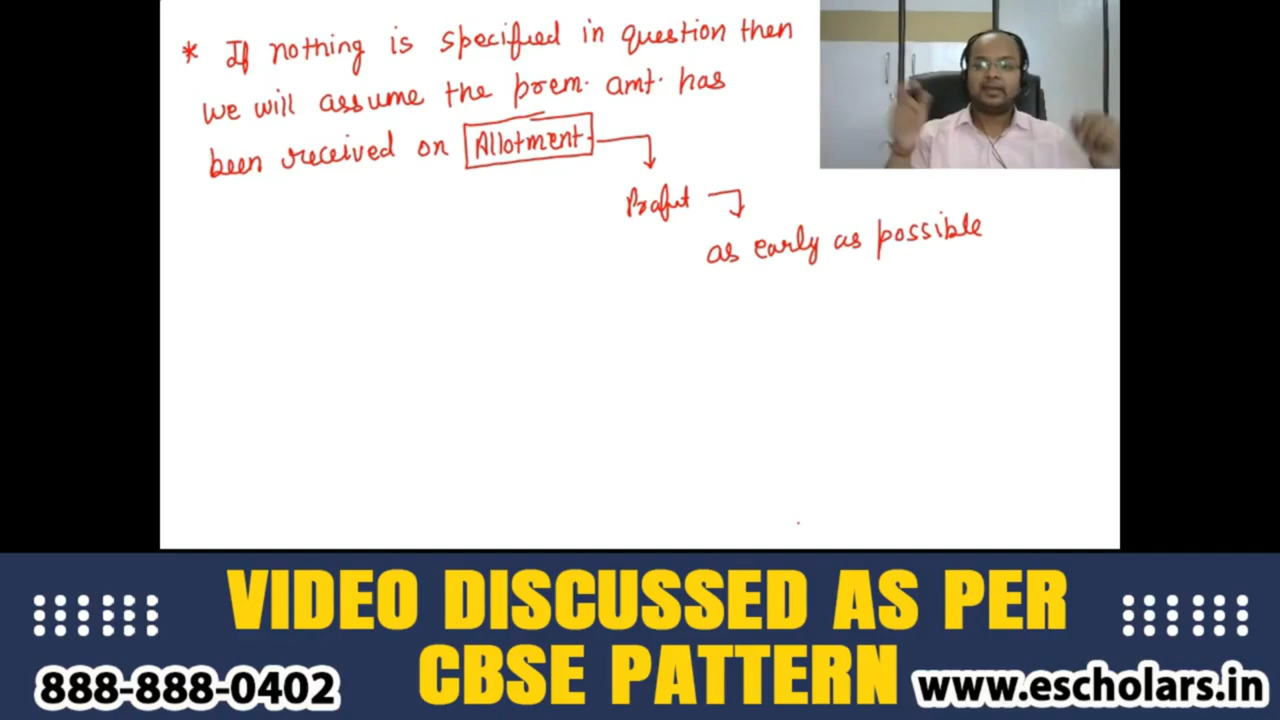 * If nothing is specified in question then
we will assume the prem. amt. has
been received on Allotment.
Profit
as early as possible
VIDEO DISCUSSED AS PER
CBSE PATTERN
888-888-0402
www.escholars.in